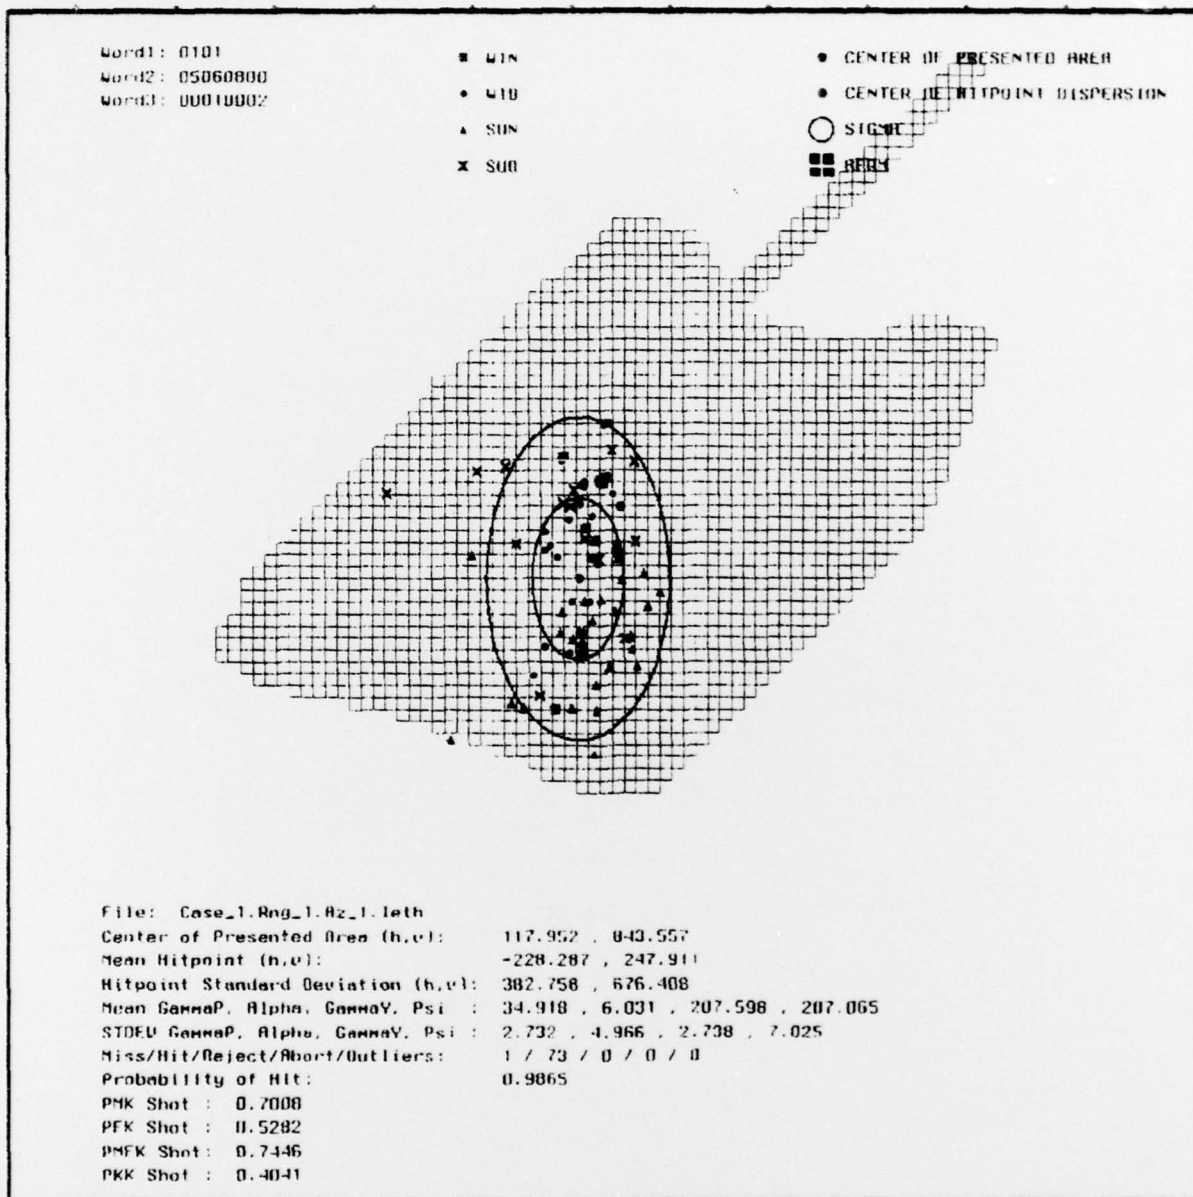 Word1: 0101
Word2: 05060800
Word3: 00010002
WIN
WID
SUN
SUD
CENTER OF PRESENTED AREA
CENTER OF HITPOINT DISPERSION
SIGMA
BERM
File: Case_1.Rng_1.Az_1.leth
Center of Presented Area (h,v): 117.952 , 843.557
Mean Hitpoint (h,v): -228.287 , 247.911
Hitpoint Standard Deviation (h,v): 382.758 , 676.408
Mean GammaP, Alpha, GammaY, Psi : 34.918 , 6.031 , 207.598 , 207.065
STDEV GammaP, Alpha, GammaY, Psi : 2.732 , 4.966 , 2.738 , 7.025
Miss/Hit/Reject/Abort/Outliers: 1 / 73 / 0 / 0 / 0
Probability of Hit: 0.9865
PMK Shot : 0.7008
PFK Shot : 0.5282
PMFK Shot: 0.7446
PKK Shot : 0.4041